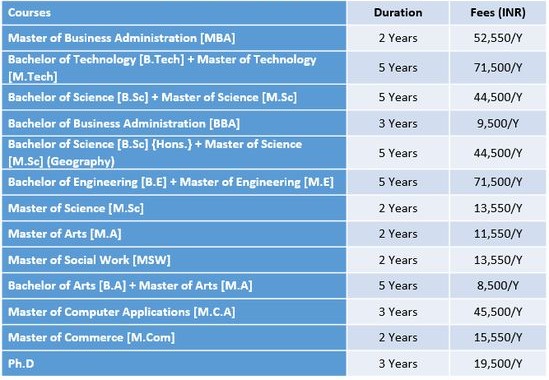 Courses Duration Fees (INR)
Master of Business Administration [MBA] 2 Years 52,550/Y
Bachelor of Technology [B.Tech] + Master of Technology
[M.Tech] 5 Years 71,500/Y
Bachelor of Science [B.Sc] + Master of Science [M.Sc] 5 Years 44,500/Y
Bachelor of Business Administration [BBA] 3 Years 9,500/Y
Bachelor of Science [B.Sc] {Hons.} + Master of Science
[M.Sc] (Geography) 5 Years 44,500/Y
Bachelor of Engineering [B.E] + Master of Engineering [M.E] 5 Years 71,500/Y
Master of Science [M.Sc] 2 Years 13,550/Y
Master of Arts [M.A] 2 Years 11,550/Y
Master of Social Work [MSW] 2 Years 13,550/Y
Bachelor of Arts [B.A] + Master of Arts [M.A] 5 Years 8,500/Y
Master of Computer Applications [M.C.A] 3 Years 45,500/Y
Master of Commerce [M.Com] 2 Years 15,550/Y
Ph.D 3 Years 19,500/Y